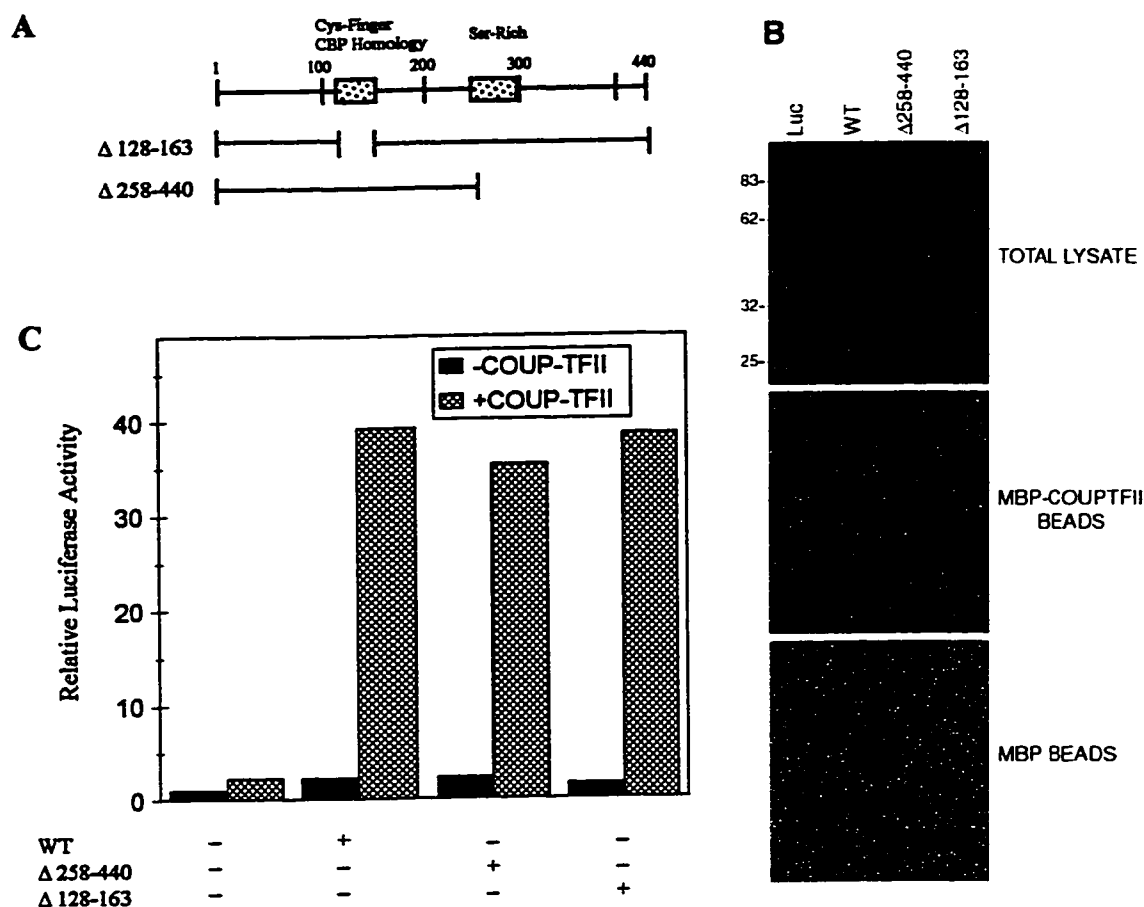 A
Cys-Finger
CBP Homology
Ser-Rich
1 100 200 300 440
Δ 128-163
Δ 258-440
B
Luc WT Δ258-440 Δ128-163
83-
62-
32-
25-
TOTAL LYSATE
MBP-COUPTFII
BEADS
MBP BEADS
C
-COUP-TFII
+COUP-TFII
Relative Luciferase Activity
40
30
20
10
0
WT – + – –
Δ 258-440 – – + –
Δ 128-163 – – – +